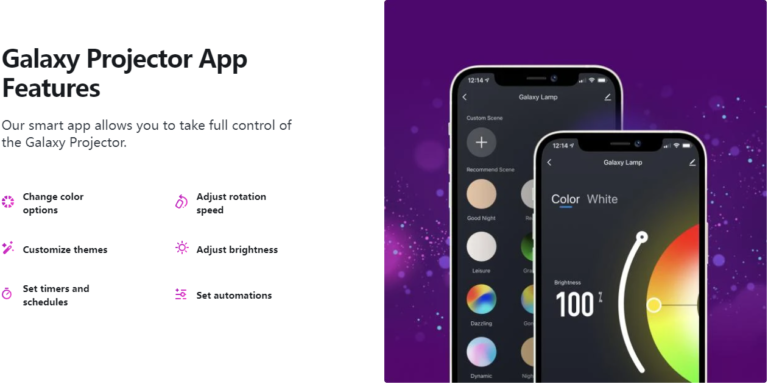 Galaxy Projector App
Features
Our smart app allows you to take full control of
the Galaxy Projector.
Change color
options
Adjust rotation
speed
Customize themes
Adjust brightness
Set timers and
schedules
Set automations
12:14
Galaxy Lamp
Custom Scene
Recommend Scene
Good Night
Leisure
Dazzling
Dynamic
12:14
Galaxy Lamp
Color White
Brightness
100 %